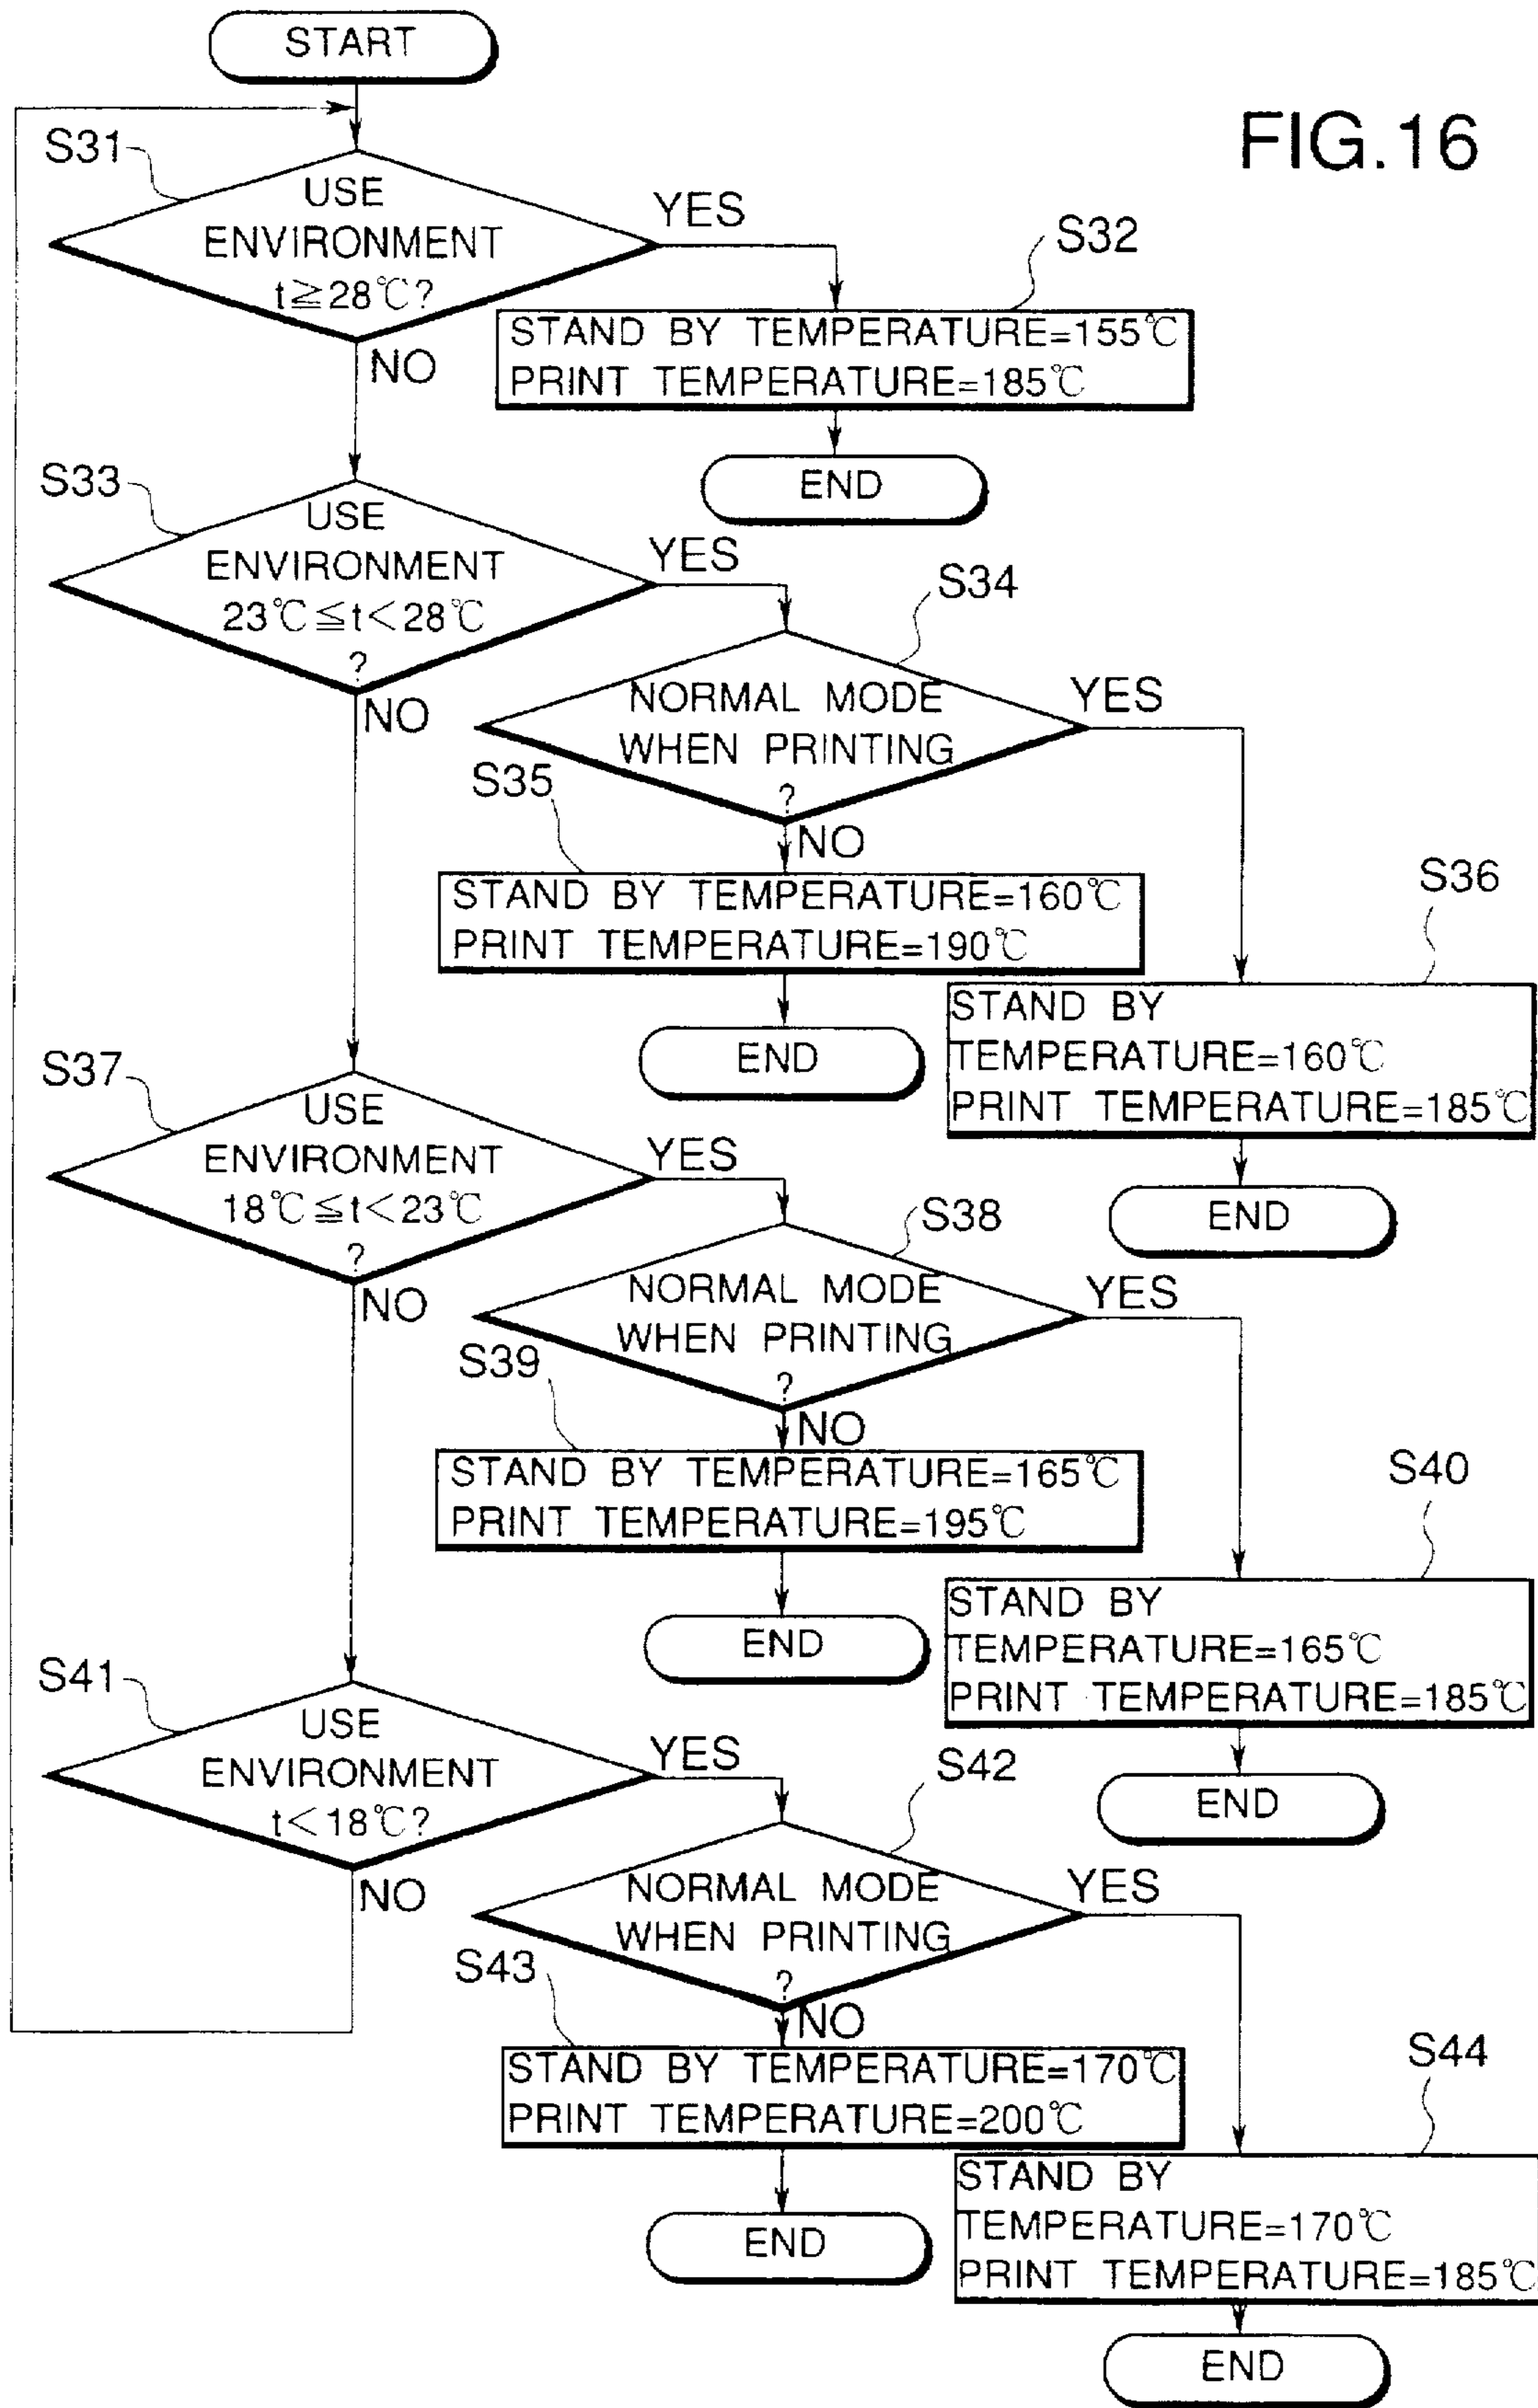 START
FIG.16
S31
USE
ENVIRONMENT
t≧28℃?
YES
NO
S32
STAND BY TEMPERATURE=155℃
PRINT TEMPERATURE=185℃
END
S33
USE
ENVIRONMENT
23℃≦t<28℃
?
YES
NO
S34
NORMAL MODE
WHEN PRINTING
?
YES
NO
S35
STAND BY TEMPERATURE=160℃
PRINT TEMPERATURE=190℃
END
S36
STAND BY
TEMPERATURE=160℃
PRINT TEMPERATURE=185℃
END
S37
USE
ENVIRONMENT
18℃≦t<23℃
?
YES
NO
S38
NORMAL MODE
WHEN PRINTING
?
YES
NO
S39
STAND BY TEMPERATURE=165℃
PRINT TEMPERATURE=195℃
END
S40
STAND BY
TEMPERATURE=165℃
PRINT TEMPERATURE=185℃
END
S41
USE
ENVIRONMENT
t<18℃?
YES
NO
S42
NORMAL MODE
WHEN PRINTING
?
YES
NO
S43
STAND BY TEMPERATURE=170℃
PRINT TEMPERATURE=200℃
END
S44
STAND BY
TEMPERATURE=170℃
PRINT TEMPERATURE=185℃
END